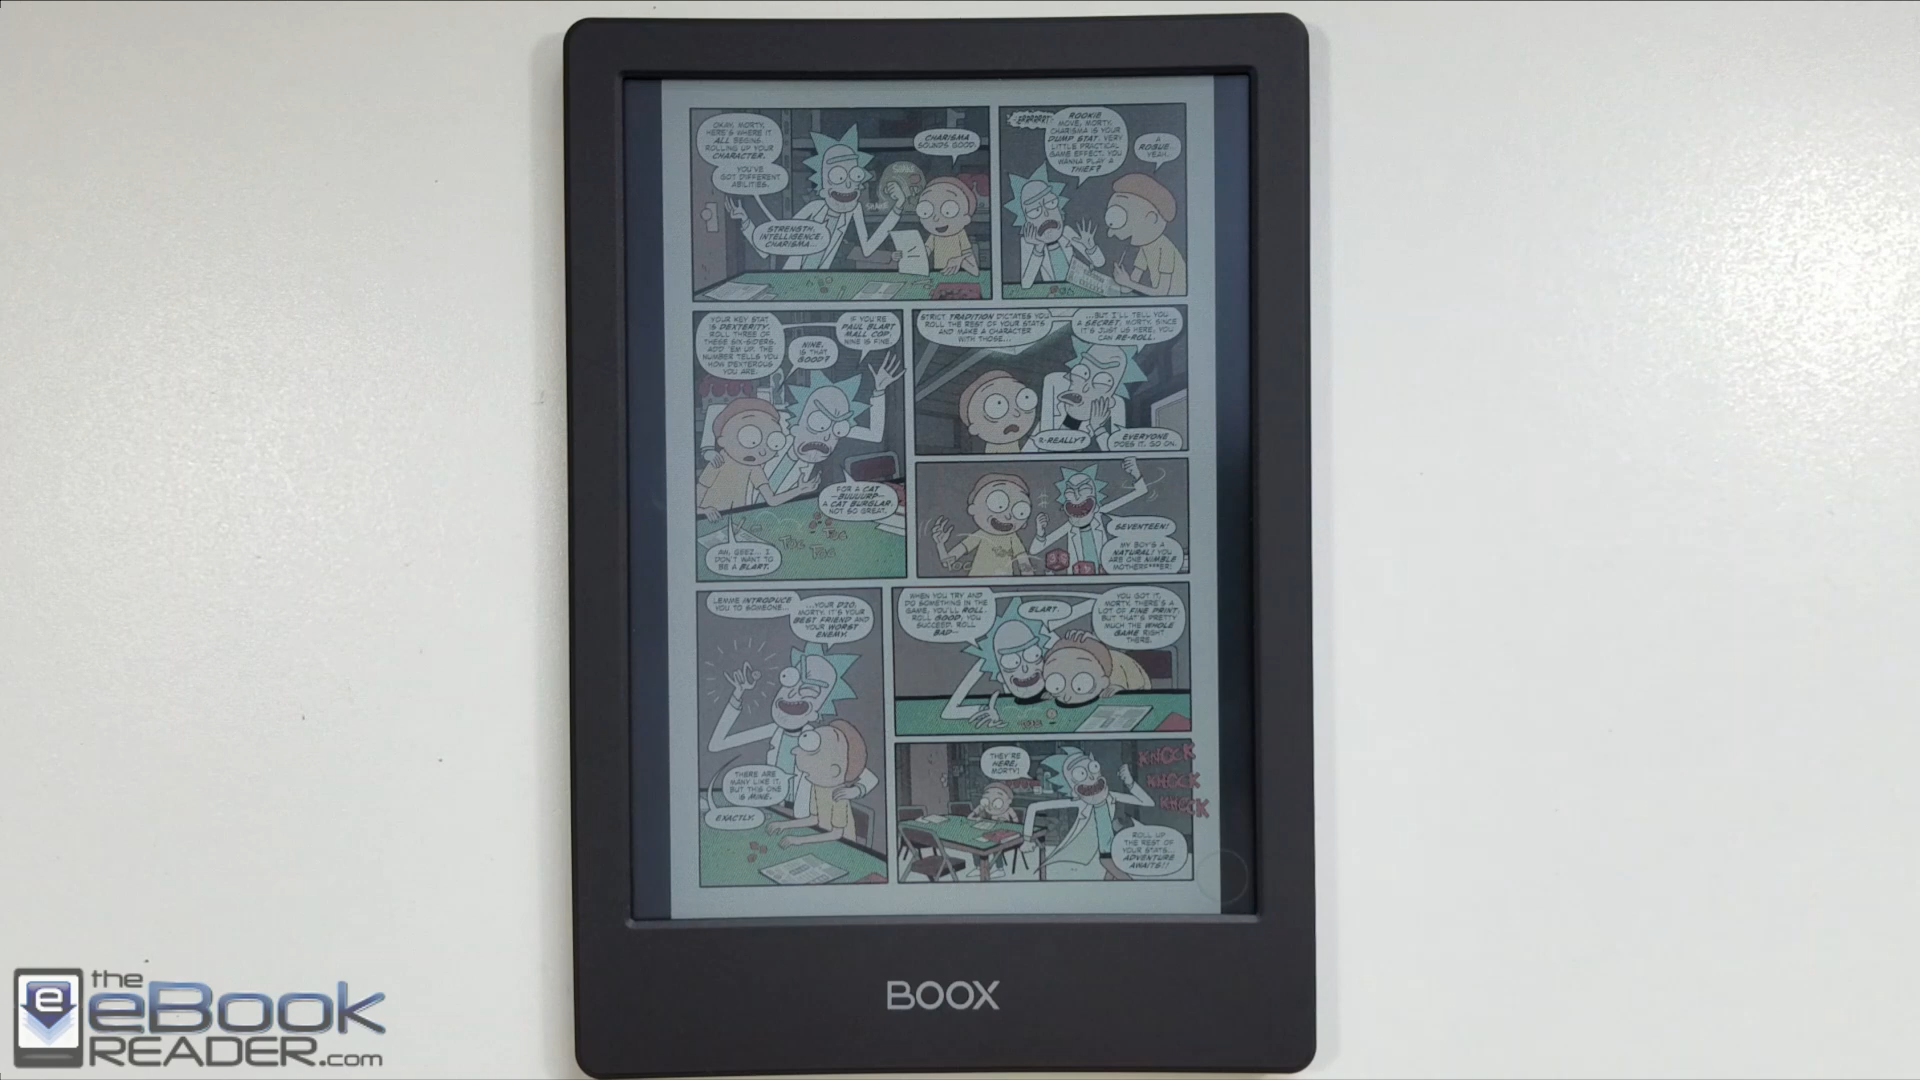 OKAY, MORTY,
HERE'S WHERE IT
ALL BEGINS.
ROLLING UP YOUR
CHARACTER.
YOU'VE
GOT DIFFERENT
ABILITIES.
STRENGTH,
INTELLIGENCE,
CHARISMA...
CHARISMA
SOUNDS GOOD.
ROOKIE
MOVE, MORTY.
CHARISMA IS YOUR
DUMP STAT. VERY
LITTLE PRACTICAL
GAME EFFECT. YOU
WANNA PLAY A
THIEF?
A
ROGUE.
YEAH.
YOUR KEY STAT
IS DEXTERITY.
ROLL THREE OF
THESE SIX-SIDERS,
ADD 'EM UP. THE
NUMBER TELLS YOU
HOW DEXTEROUS
YOU ARE.
NINE.
IS THAT
GOOD?
IF YOU'RE
PAUL BLART
MALL COP,
NINE IS FINE.
FOR A CAT
—BUUUURP—
A CAT BURGLAR,
NOT SO GREAT.
TOC
TOC
TOC
AW, GEEZ... I
DON'T WANT TO
BE A BLART.
STRICT TRADITION DICTATES YOU
ROLL THE REST OF YOUR STATS
AND MAKE A CHARACTER
WITH THOSE...
...BUT I'LL TELL YOU
A SECRET, MORTY. SINCE
IT'S JUST US HERE, YOU
CAN RE-ROLL.
R-REALLY?
EVERYONE
DOES IT. GO ON.
TOC
SEVENTEEN!
MY BOY'S A
NATURAL! YOU
ARE ONE NIMBLE
MOTHERF***ER!
LEMME INTRODUCE
YOU TO SOMEONE...
...YOUR D20,
MORTY. IT'S YOUR
BEST FRIEND AND
YOUR WORST
ENEMY.
THERE ARE
MANY LIKE IT,
BUT THIS ONE
IS MINE.
EXACTLY.
WHEN YOU TRY AND
DO SOMETHING IN THE
GAME, YOU'LL ROLL.
ROLL GOOD, YOU
SUCCEED. ROLL
BAD—
BLART.
YOU GOT IT,
MORTY. THERE'S A
LOT OF FINE PRINT,
BUT THAT'S PRETTY
MUCH THE WHOLE
GAME RIGHT
THERE.
THEY'RE
HERE,
MORTY!
KNOCK
KNOCK
KNOCK
ROLL UP
THE REST OF
YOUR STATS...
ADVENTURE
AWAITS!!
BOOX
the
eBook
READER.com